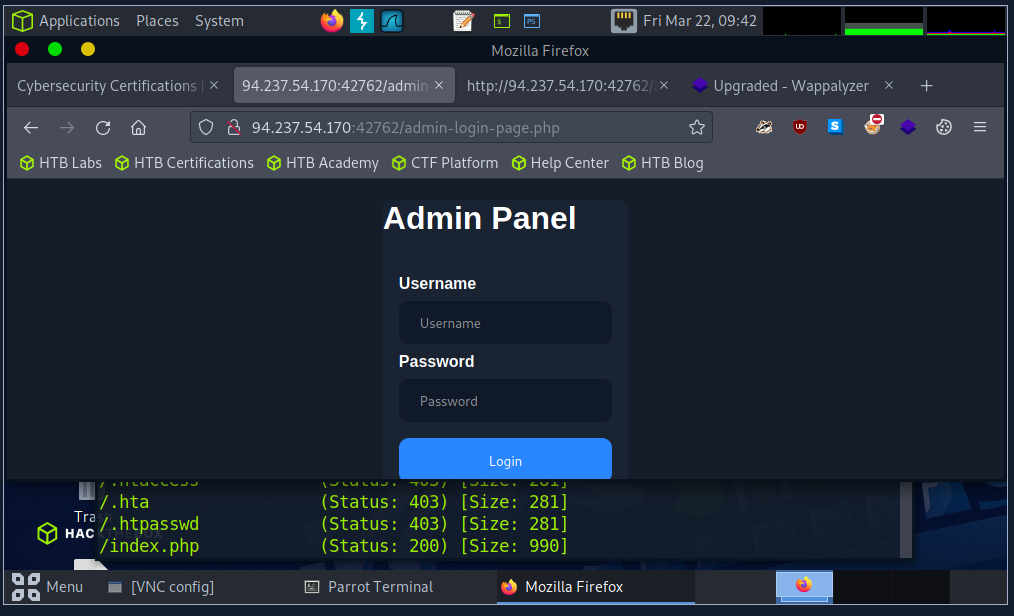 Applications Places System Fri Mar 22, 09:42
Mozilla Firefox
Cybersecurity Certifications | 94.237.54.170:42762/admin- http://94.237.54.170:42762/ Upgraded - Wappalyzer
94.237.54.170:42762/admin-login-page.php
HTB Labs HTB Certifications HTB Academy CTF Platform Help Center HTB Blog
Admin Panel
Username
Username
Password
Password
Login
/.htaccess (Status: 403) [Size: 281]
/.hta (Status: 403) [Size: 281]
/.htpasswd (Status: 403) [Size: 281]
/index.php (Status: 200) [Size: 990]
Tras
HAC
Menu [VNC config] Parrot Terminal Mozilla Firefox